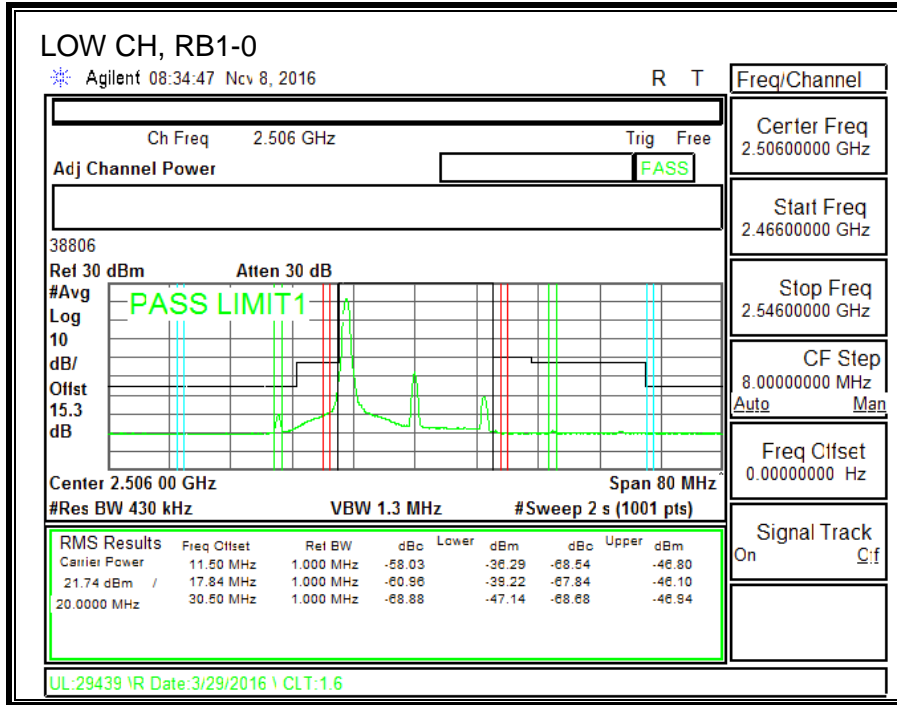 LOW CH, RB1-0
Agilent 08:34:47 Nov 8, 2016 R T
Freq/Channel
Ch Freq 2.506 GHz Trig Free
Adj Channel Power PASS
Center Freq
2.50600000 GHz
Start Freq
2.46600000 GHz
Stop Freq
2.54600000 GHz
CF Step
8.00000000 MHz
Auto Man
Freq Offset
0.00000000 Hz
Signal Track
On Off
38806
Ref 30 dBm Atten 30 dB
#Avg
Log
10
dB/
Offst
15.3
dB
PASS LIMIT1
Center 2.506 00 GHz Span 80 MHz
#Res BW 430 kHz VBW 1.3 MHz #Sweep 2 s (1001 pts)
RMS Results Freq Offset Ref BW dBc Lower dBm dBc Upper dBm
Carrier Power 11.50 MHz 1.000 MHz -58.03 -36.29 -68.54 -46.80
21.74 dBm / 17.84 MHz 1.000 MHz -60.96 -39.22 -67.84 -46.10
20.0000 MHz 30.50 MHz 1.000 MHz -68.88 -47.14 -68.68 -46.94
UL:29439 \R Date:3/29/2016 \ CLT:1.6